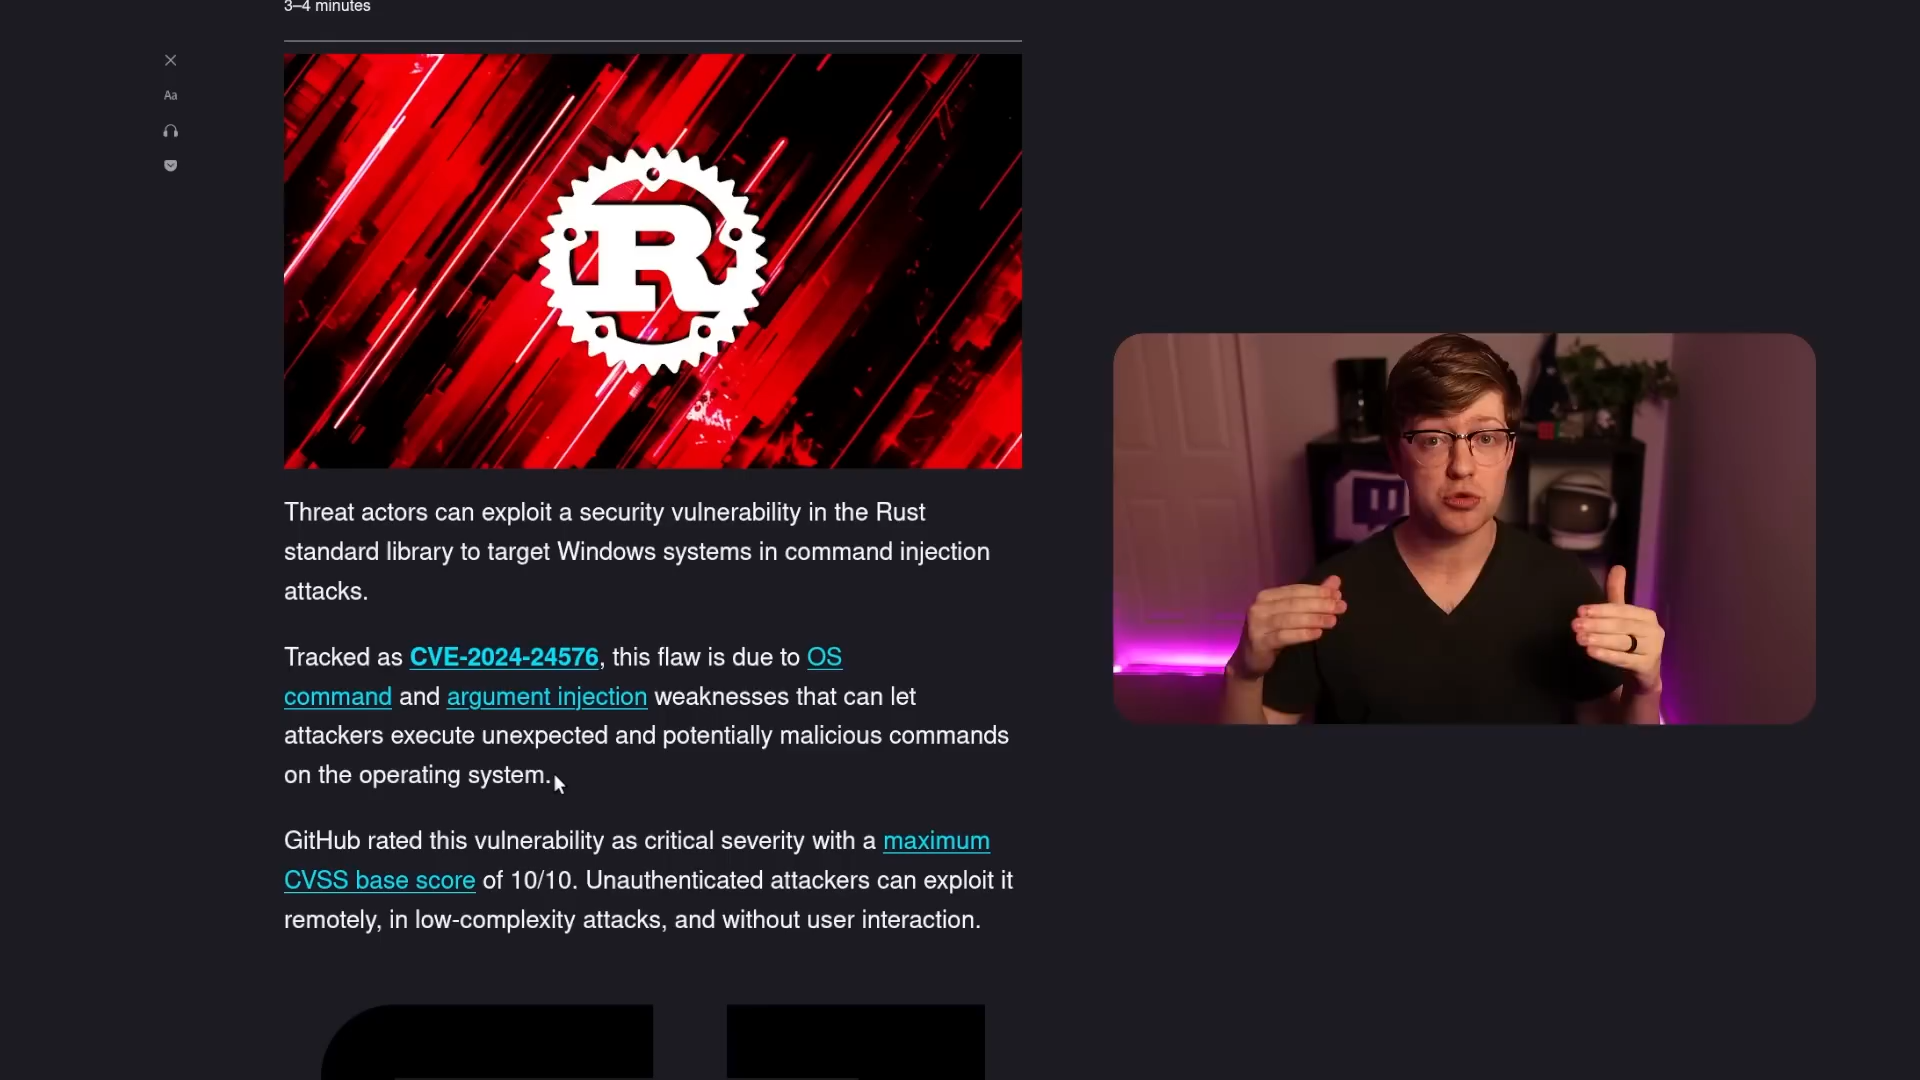 3–4 minutes
Aa
R
Threat actors can exploit a security vulnerability in the Rust
standard library to target Windows systems in command injection
attacks.
Tracked as CVE-2024-24576, this flaw is due to OS
command and argument injection weaknesses that can let
attackers execute unexpected and potentially malicious commands
on the operating system.
GitHub rated this vulnerability as critical severity with a maximum
CVSS base score of 10/10. Unauthenticated attackers can exploit it
remotely, in low-complexity attacks, and without user interaction.